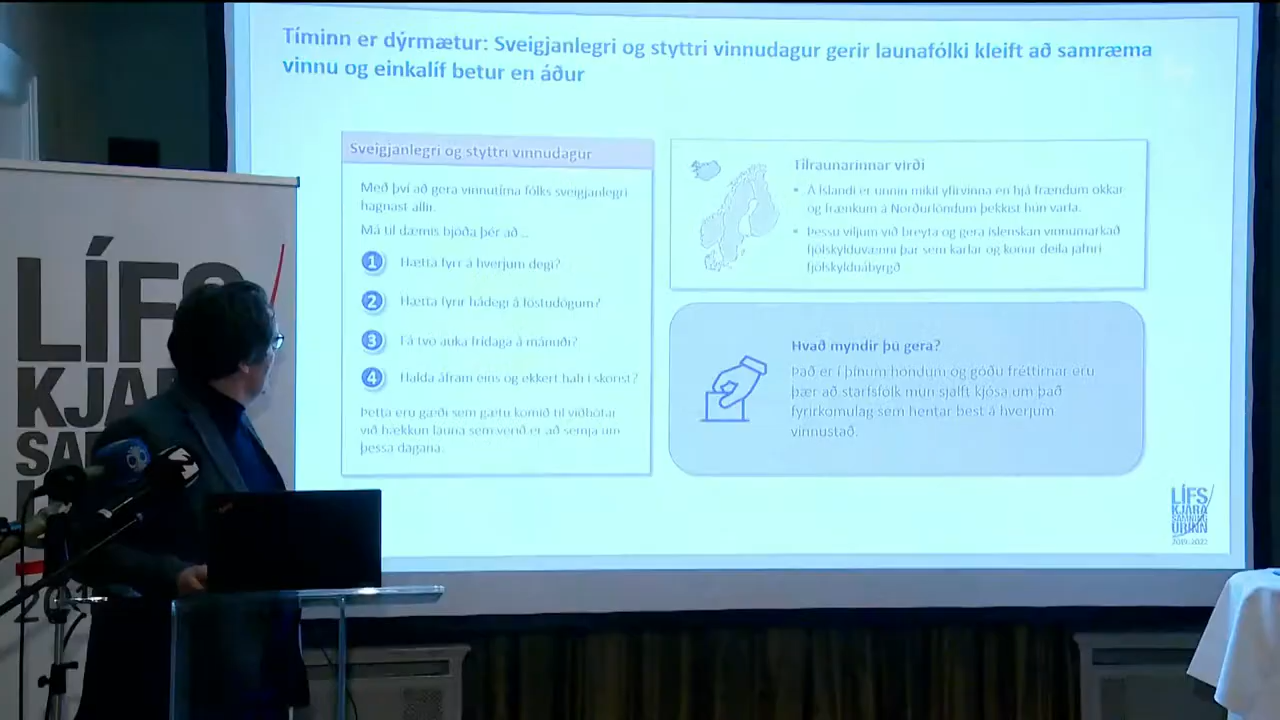 Tíminn er dýrmætur: Sveigjanlegri og styttri vinnudagur gerir launafólki kleift að samræma
vinnu og einkalíf betur en áður
Sveigjanlegri og styttri vinnudagur
Með því að gera vinnutíma fólks sveigjanlegri
hagnast allir.
Má til dæmis bjóða þér að ...
1 Hætta fyrr á hverjum degi?
2 Hætta fyrir hádegi á föstudögum?
3 Fá tvo auka frídaga á mánuði?
4 Halda áfram eins og ekkert hafi í skorist?
Þetta eru gæði sem gætu komið til viðbótar
við hækkun launa sem verið er að semja um
þessa dagana.
Tilraunarinnar virði
• Á Íslandi er unnin mikil yfirvinna en hjá frændum okkar
og frænkum á Norðurlöndum þekkist hún varla.
• Þessu viljum við breyta og gera íslenskan vinnumarkað
fjölskylduvænni þar sem karlar og konur deila jafnri
fjölskylduábyrgð
Hvað myndir þú gera?
Það er í þínum höndum og góðu fréttirnar eru
þær að starfsfólk mun sjálft kjósa um það
fyrirkomulag sem hentar best á hverjum
vinnustað.
LÍFS
KJARA
SAMNING
URINN
2019-2022
LÍFS
KJA
SA
201